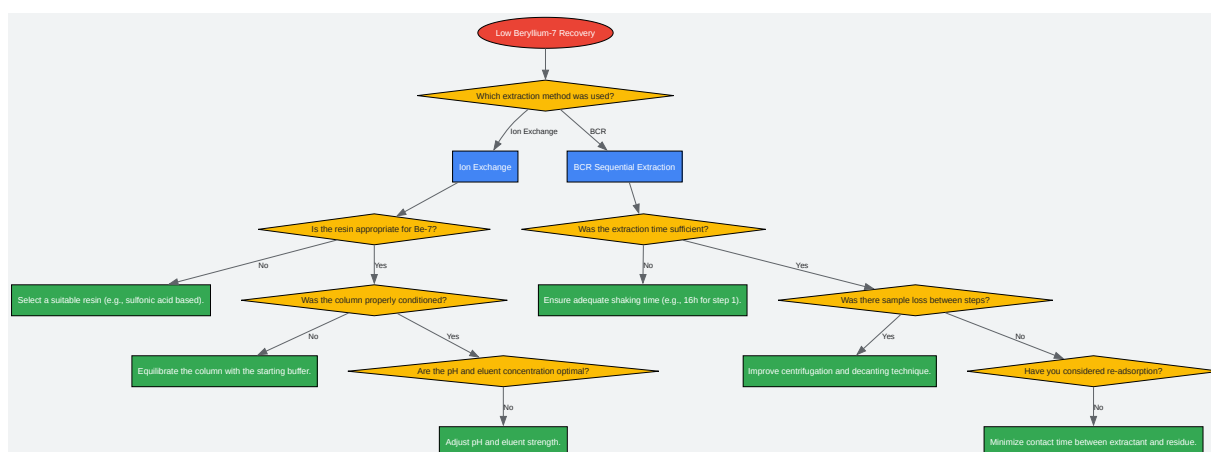 Low Beryllium-7 Recovery
Which extraction method was used?
Ion Exchange
BCR
Ion Exchange
BCR Sequential Extraction
Is the resin appropriate for Be-7?
Was the extraction time sufficient?
No
Yes
No
Yes
Select a suitable resin (e.g., sulfonic acid based).
Was the column properly conditioned?
Ensure adequate shaking time (e.g., 16h for step 1).
Was there sample loss between steps?
No
Yes
Yes
No
Equilibrate the column with the starting buffer.
Are the pH and eluent concentration optimal?
Improve centrifugation and decanting technique.
Have you considered re-adsorption?
No
No
Adjust pH and eluent strength.
Minimize contact time between extractant and residue.